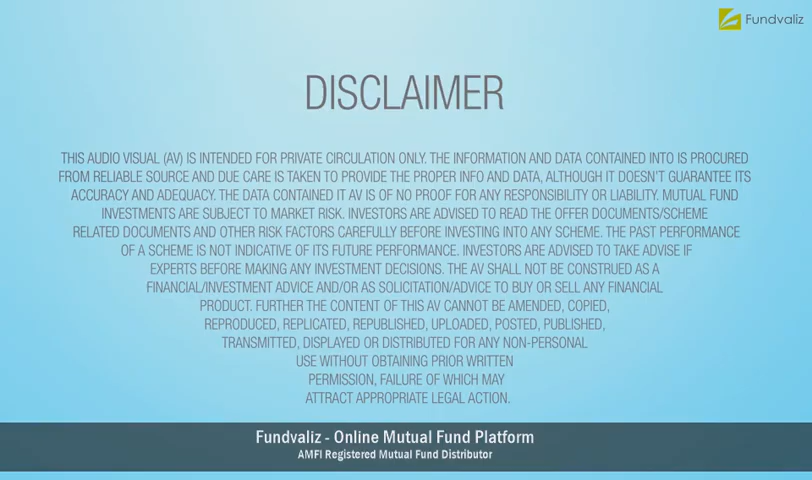 Fundvaliz
DISCLAIMER
THIS AUDIO VISUAL (AV) IS INTENDED FOR PRIVATE CIRCULATION ONLY. THE INFORMATION AND DATA CONTAINED INTO IS PROCURED
FROM RELIABLE SOURCE AND DUE CARE IS TAKEN TO PROVIDE THE PROPER INFO AND DATA, ALTHOUGH IT DOESN'T GUARANTEE ITS
ACCURACY AND ADEQUACY. THE DATA CONTAINED IT AV IS OF NO PROOF FOR ANY RESPONSIBILITY OR LIABILITY. MUTUAL FUND
INVESTMENTS ARE SUBJECT TO MARKET RISK. INVESTORS ARE ADVISED TO READ THE OFFER DOCUMENTS/SCHEME
RELATED DOCUMENTS AND OTHER RISK FACTORS CAREFULLY BEFORE INVESTING INTO ANY SCHEME. THE PAST PERFORMANCE
OF A SCHEME IS NOT INDICATIVE OF ITS FUTURE PERFORMANCE. INVESTORS ARE ADVISED TO TAKE ADVISE IF
EXPERTS BEFORE MAKING ANY INVESTMENT DECISIONS. THE AV SHALL NOT BE CONSTRUED AS A
FINANCIAL/INVESTMENT ADVICE AND/OR AS SOLICITATION/ADVICE TO BUY OR SELL ANY FINANCIAL
PRODUCT. FURTHER THE CONTENT OF THIS AV CANNOT BE AMENDED, COPIED,
REPRODUCED, REPLICATED, REPUBLISHED, UPLOADED, POSTED, PUBLISHED,
TRANSMITTED, DISPLAYED OR DISTRIBUTED FOR ANY NON-PERSONAL
USE WITHOUT OBTAINING PRIOR WRITTEN
PERMISSION, FAILURE OF WHICH MAY
ATTRACT APPROPRIATE LEGAL ACTION.
Fundvaliz - Online Mutual Fund Platform
AMFI Registered Mutual Fund Distributor